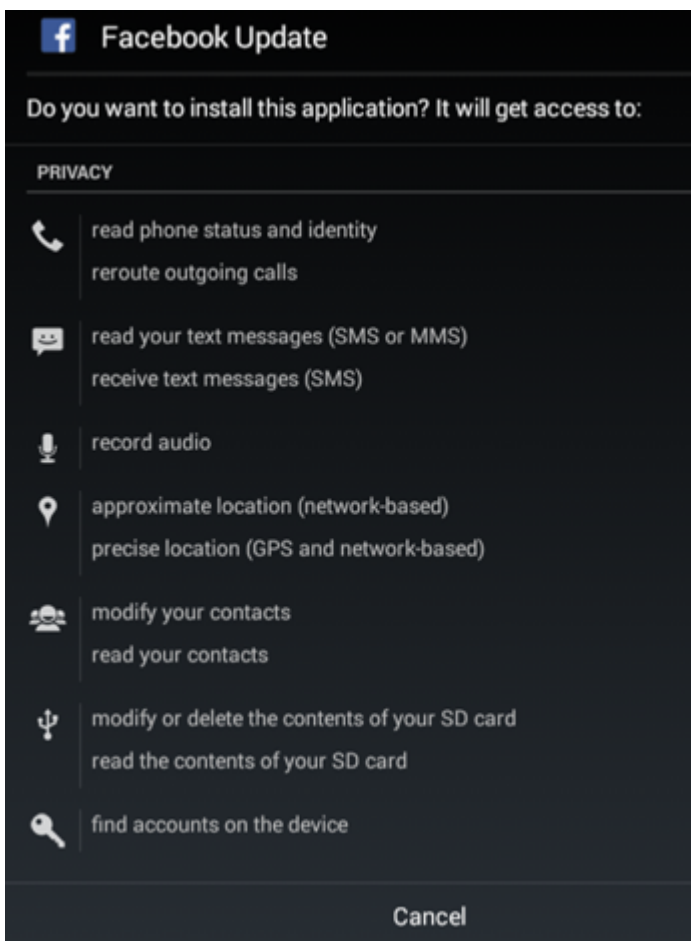 Facebook Update
Do you want to install this application? It will get access to:
PRIVACY
read phone status and identity
reroute outgoing calls
read your text messages (SMS or MMS)
receive text messages (SMS)
record audio
approximate location (network-based)
precise location (GPS and network-based)
modify your contacts
read your contacts
modify or delete the contents of your SD card
read the contents of your SD card
find accounts on the device
Cancel